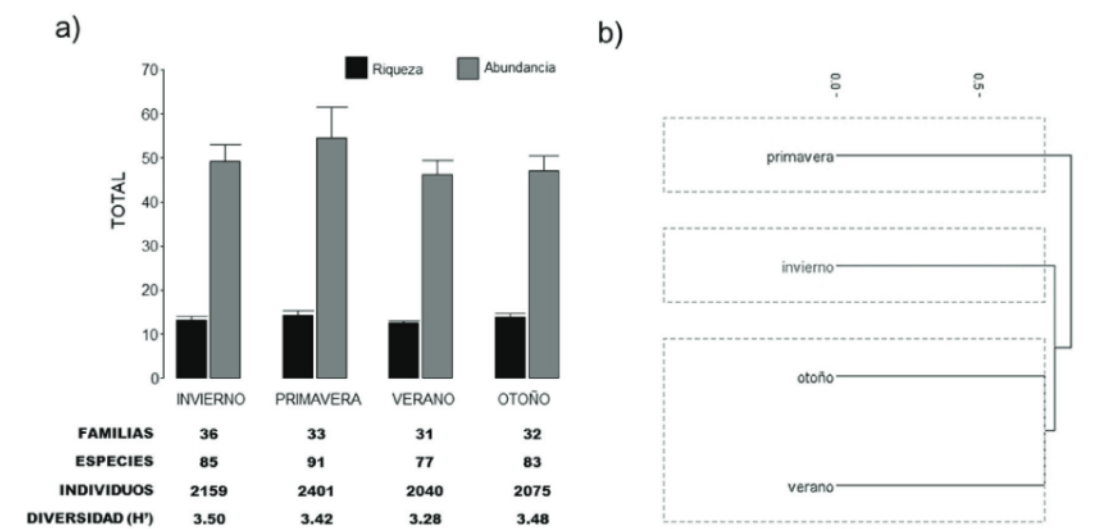 a)
Riqueza Abundancia
70
60
50
40
30
20
10
0
TOTAL
INVIERNO PRIMAVERA VERANO OTOÑO
FAMILIAS 36 33 31 32
ESPECIES 85 91 77 83
INDIVIDUOS 2159 2401 2040 2075
DIVERSIDAD (H') 3.50 3.42 3.28 3.48
b)
0.0 0.5
primavera
invierno
otoño
verano